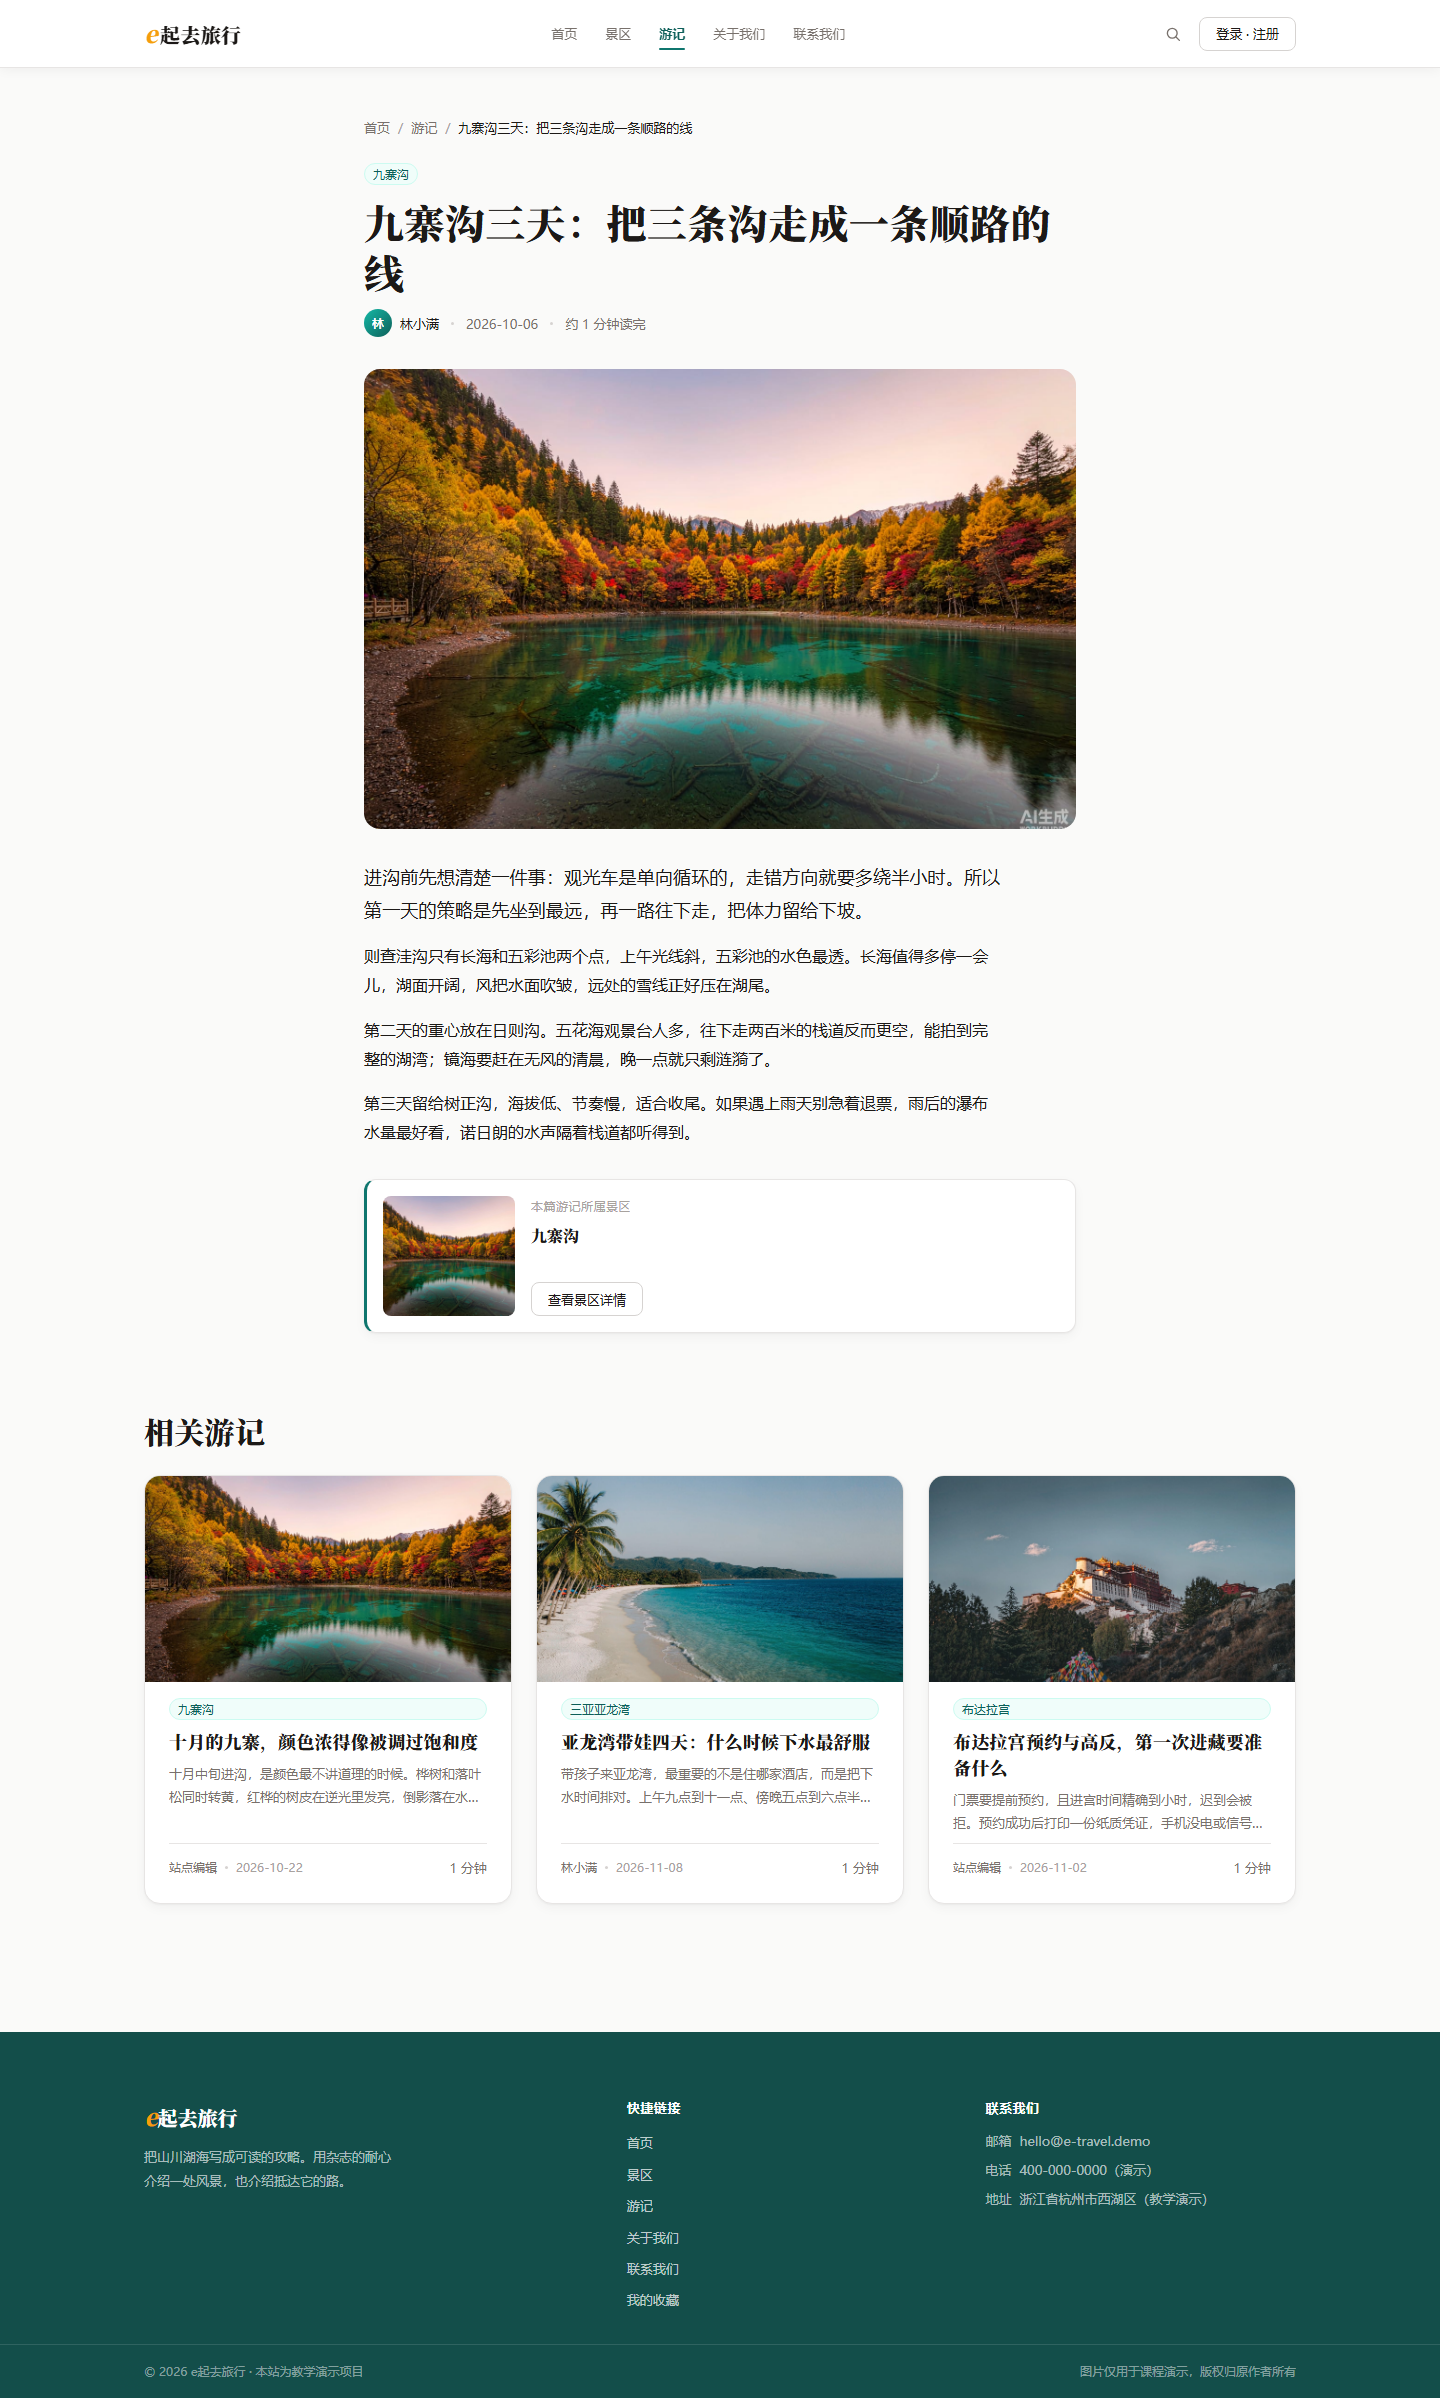 e起去旅行
首页
景区
游记
关于我们
联系我们
登录 · 注册
首页 / 游记 / 九寨沟三天：把三条沟走成一条顺路的线
九寨沟
九寨沟三天：把三条沟走成一条顺路的
线
林 林小满 · 2026-10-06 · 约 1 分钟读完
AI生成
进沟前先想清楚一件事：观光车是单向循环的，走错方向就要多绕半小时。所以
第一天的策略是先坐到最远，再一路往下走，把体力留给下坡。
则查洼沟只有长海和五彩池两个点，上午光线斜，五彩池的水色最透。长海值得多停一会
儿，湖面开阔，风把水面吹皱，远处的雪线正好压在湖尾。
第二天的重心放在日则沟。五花海观景台人多，往下走两百米的栈道反而更空，能拍到完
整的湖湾；镜海要赶在无风的清晨，晚一点就只剩涟漪了。
第三天留给树正沟，海拔低、节奏慢，适合收尾。如果遇上雨天别急着退票，雨后的瀑布
水量最好看，诺日朗的水声隔着栈道都听得到。
本篇游记所属景区
九寨沟
查看景区详情
相关游记
九寨沟
十月的九寨，颜色浓得像被调过饱和度
十月中旬进沟，是颜色最不讲道理的时候。桦树和落叶
松同时转黄，红桦的树皮在逆光里发亮，倒影落在水...
站点编辑 · 2026-10-22
1 分钟
三亚亚龙湾
亚龙湾带娃四天：什么时候下水最舒服
带孩子来亚龙湾，最重要的不是住哪家酒店，而是把下
水时间排对。上午九点到十一点、傍晚五点到六点半...
林小满 · 2026-11-08
1 分钟
布达拉宫
布达拉宫预约与高反，第一次进藏要准
备什么
门票要提前预约，且进宫时间精确到小时，迟到会被
拒。预约成功后打印一份纸质凭证，手机没电或信号...
站点编辑 · 2026-11-02
1 分钟
e起去旅行
把山川湖海写成可读的攻略。用杂志的耐心
介绍一处风景，也介绍抵达它的路。
快捷链接
首页
景区
游记
关于我们
联系我们
我的收藏
联系我们
邮箱 hello@e-travel.demo
电话 400-000-0000（演示）
地址 浙江省杭州市西湖区（教学演示）
© 2026 e起去旅行 · 本站为教学演示项目
图片仅用于课程演示，版权归原作者所有